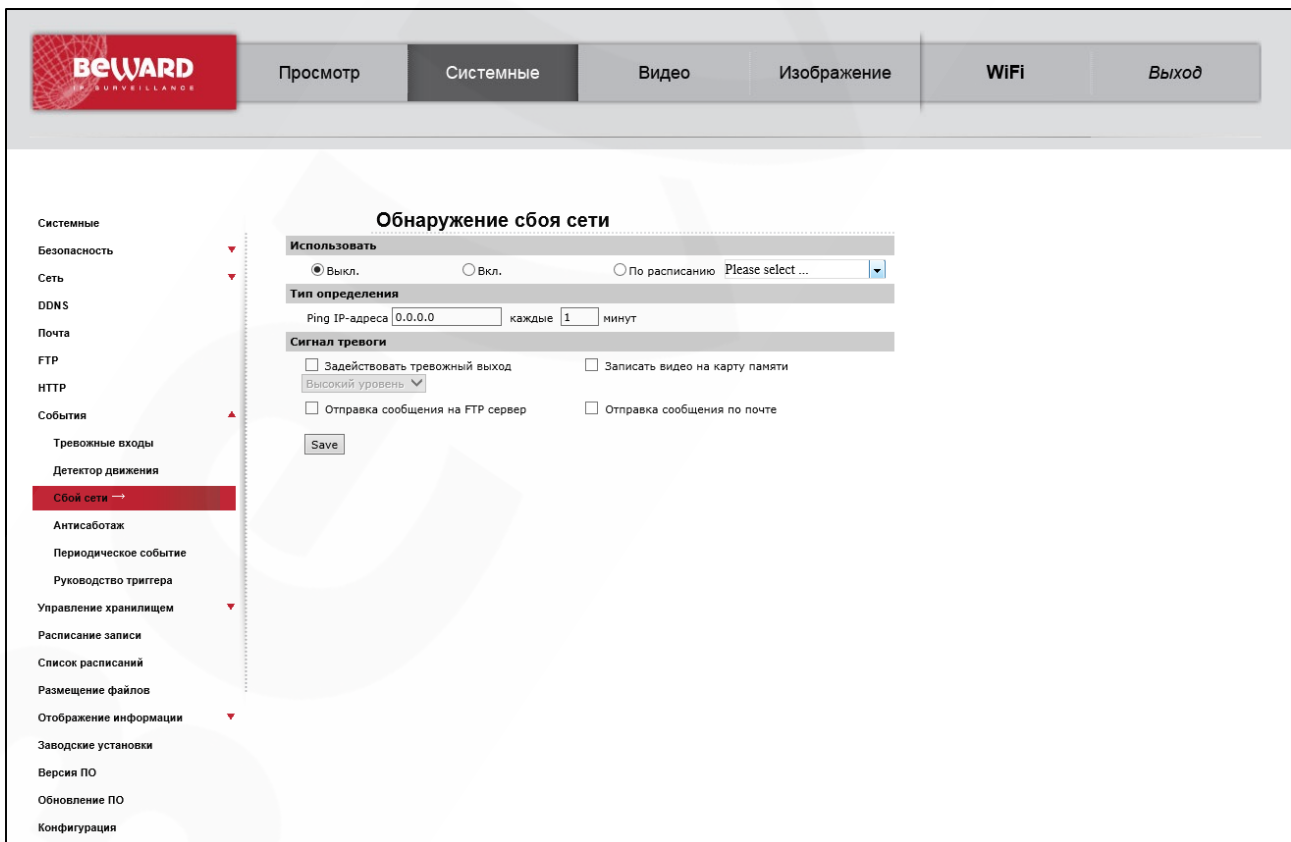 BEWARD
IP SURVEILLANCE
Просмотр
Системные
Видео
Изображение
WiFi
Выход
Системные
Безопасность
Сеть
DDNS
Почта
FTP
HTTP
События
Тревожные входы
Детектор движения
Сбой сети →
Антисаботаж
Периодическое событие
Руководство триггера
Управление хранилищем
Расписание записи
Список расписаний
Размещение файлов
Отображение информации
Заводские установки
Версия ПО
Обновление ПО
Конфигурация
Обнаружение сбоя сети
Использовать
Выкл. Вкл. По расписанию Please select ...
Тип определения
Ping IP-адреса 0.0.0.0 каждые 1 минут
Сигнал тревоги
Задействовать тревожный выход Записать видео на карту памяти
Высокий уровень
Отправка сообщения на FTP сервер Отправка сообщения по почте
Save